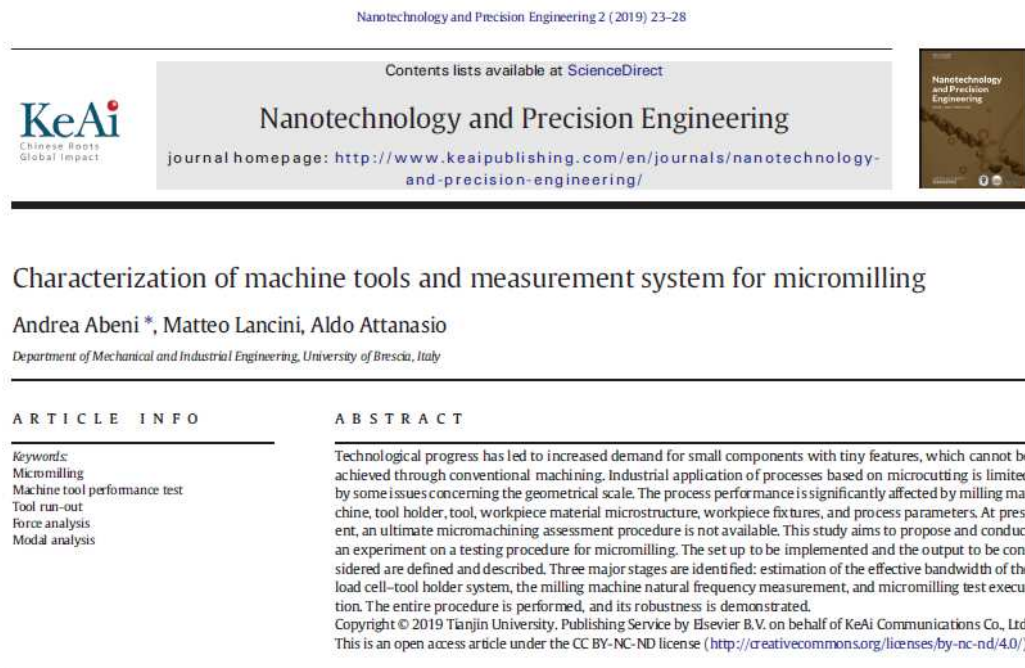 Nanotechnology and Precision Engineering 2 (2019) 23–28
Contents lists available at ScienceDirect
Nanotechnology and Precision Engineering
journal homepage: http://www.keaipublishing.com/en/journals/nanotechnology-
and-precision-engineering/
KeAi
Chinese Roots
Global Impact
Nanotechnology
and Precision
Engineering
Characterization of machine tools and measurement system for micromilling
Andrea Abeni *, Matteo Lancini, Aldo Attanasio
Department of Mechanical and Industrial Engineering, University of Brescia, Italy
ARTICLE INFO
Keywords:
Micromilling
Machine tool performance test
Tool run-out
Force analysis
Modal analysis
ABSTRACT
Technological progress has led to increased demand for small components with tiny features, which cannot be
achieved through conventional machining. Industrial application of processes based on microcutting is limited
by some issues concerning the geometrical scale. The process performance is significantly affected by milling ma
chine, tool holder, tool, workpiece material microstructure, workpiece fixtures, and process parameters. At pres
ent, an ultimate micromachining assessment procedure is not available. This study aims to propose and conduc
an experiment on a testing procedure for micromilling. The set up to be implemented and the output to be con
sidered are defined and described. Three major stages are identified: estimation of the effective bandwidth of the
load cell–tool holder system, the milling machine natural frequency measurement, and micromilling test execu
tion. The entire procedure is performed, and its robustness is demonstrated.
Copyright © 2019 Tianjin University. Publishing Service by Elsevier B.V. on behalf of KeAi Communications Co., Ltd
This is an open access article under the CC BY-NC-ND license (http://creativecommons.org/licenses/by-nc-nd/4.0/)